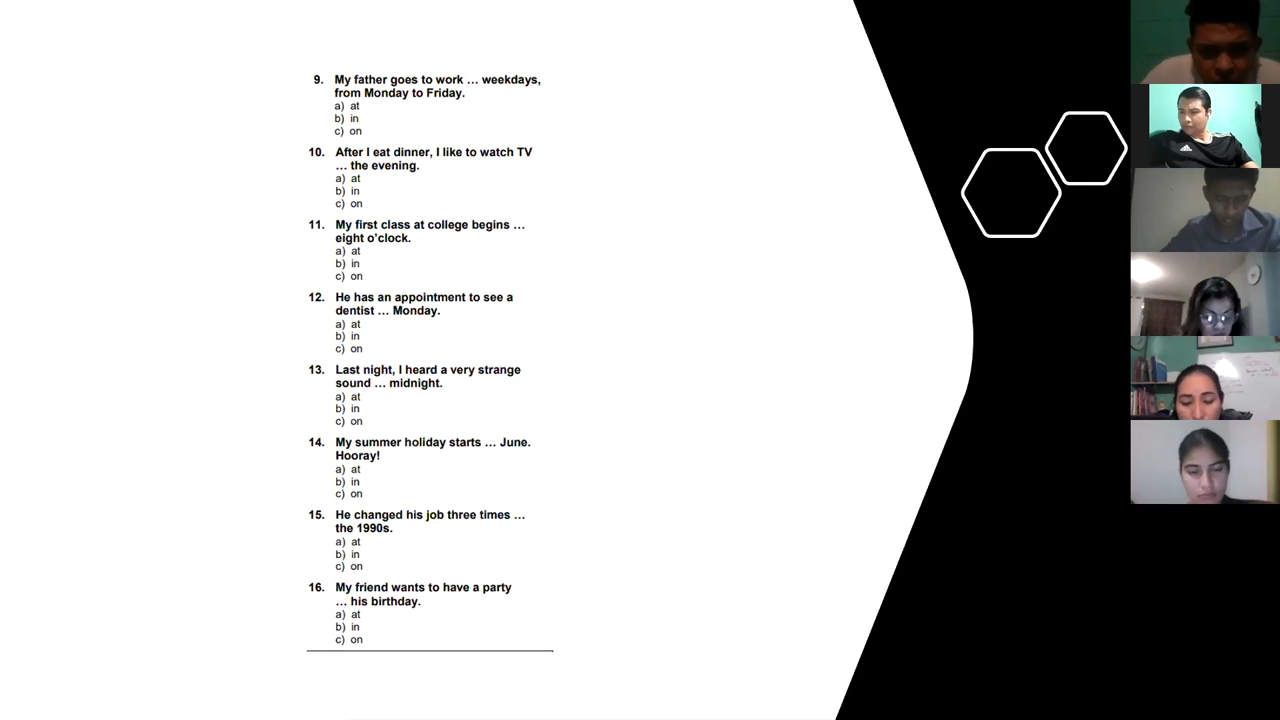 9. My father goes to work … weekdays,
from Monday to Friday.
a) at
b) in
c) on
10. After I eat dinner, I like to watch TV
… the evening.
a) at
b) in
c) on
11. My first class at college begins …
eight o’clock.
a) at
b) in
c) on
12. He has an appointment to see a
dentist … Monday.
a) at
b) in
c) on
13. Last night, I heard a very strange
sound … midnight.
a) at
b) in
c) on
14. My summer holiday starts … June.
Hooray!
a) at
b) in
c) on
15. He changed his job three times …
the 1990s.
a) at
b) in
c) on
16. My friend wants to have a party
… his birthday.
a) at
b) in
c) on